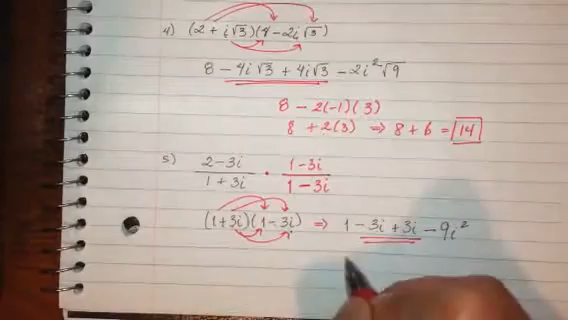 4) (2 + i√3)(4 - 2i√3)
8 - 4i√3 + 4i√3 - 2i²√9
8 - 2(-1)(3)
8 + 2(3) ⇒ 8 + 6 = 14
5) 2-3i/1+3i • 1-3i/1-3i
(1+3i)(1-3i) ⇒ 1 - 3i + 3i - 9i²